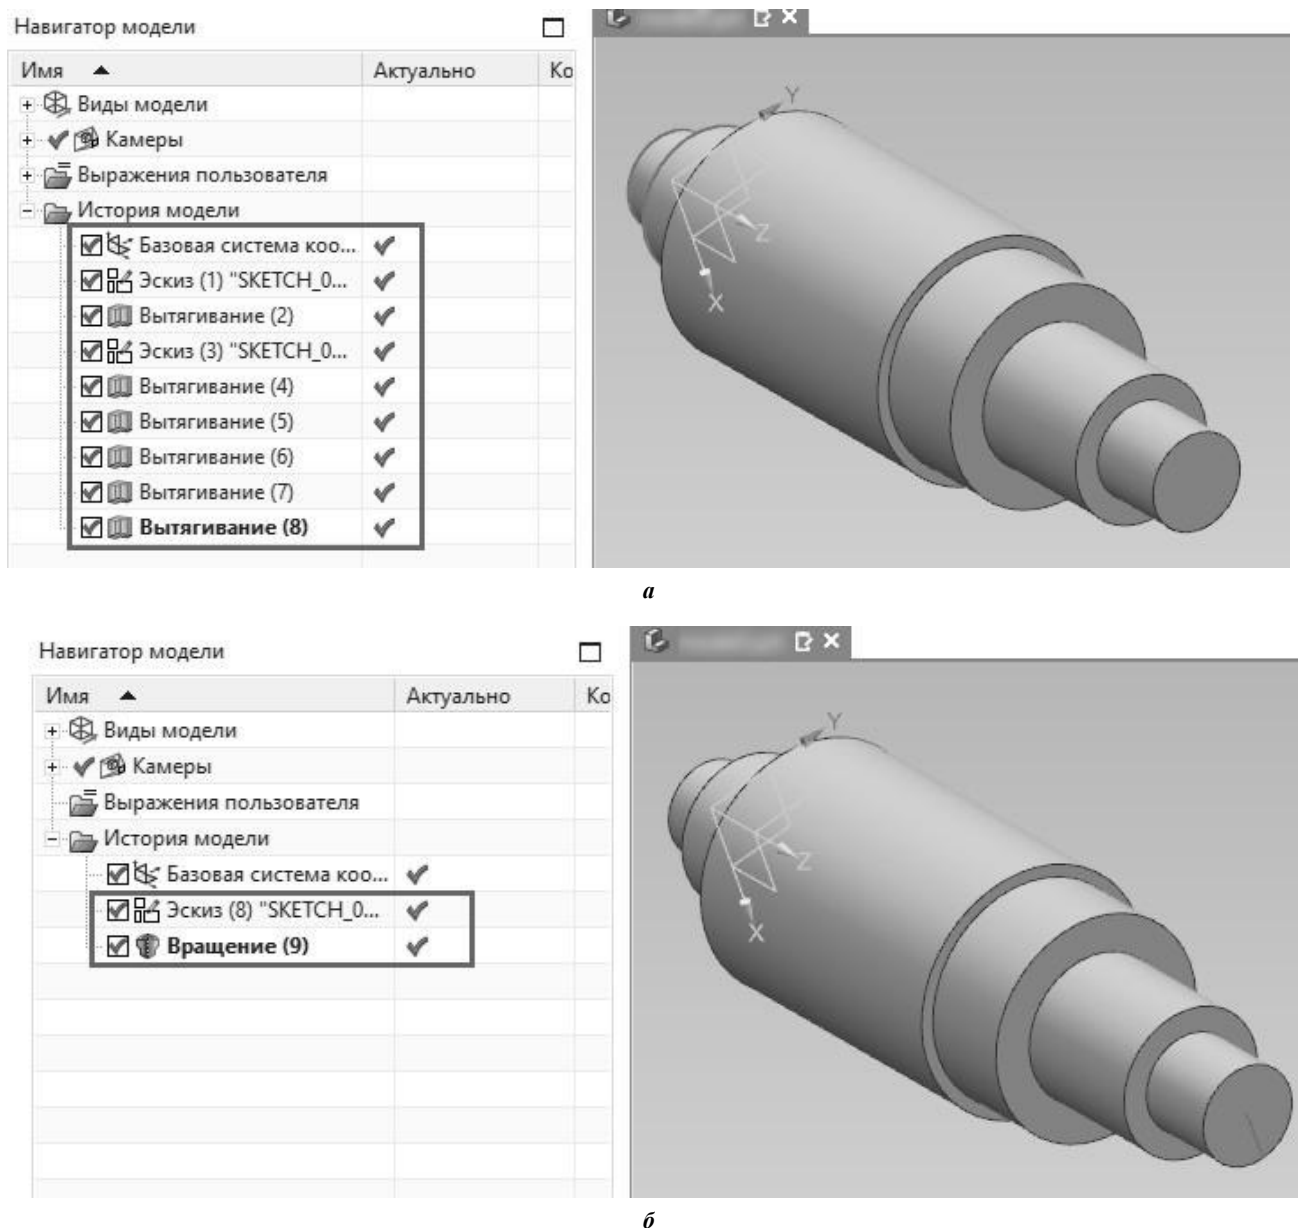 Навигатор модели
Имя Актуально Ко
Виды модели
Камеры
Выражения пользователя
История модели
Базовая система коо...
Эскиз (1) "SKETCH_0...
Вытягивание (2)
Эскиз (3) "SKETCH_0...
Вытягивание (4)
Вытягивание (5)
Вытягивание (6)
Вытягивание (7)
Вытягивание (8)
Y
Z
X
а
Навигатор модели
Имя Актуально Ко
Виды модели
Камеры
Выражения пользователя
История модели
Базовая система коо...
Эскиз (8) "SKETCH_0...
Вращение (9)
Y
Z
X
б